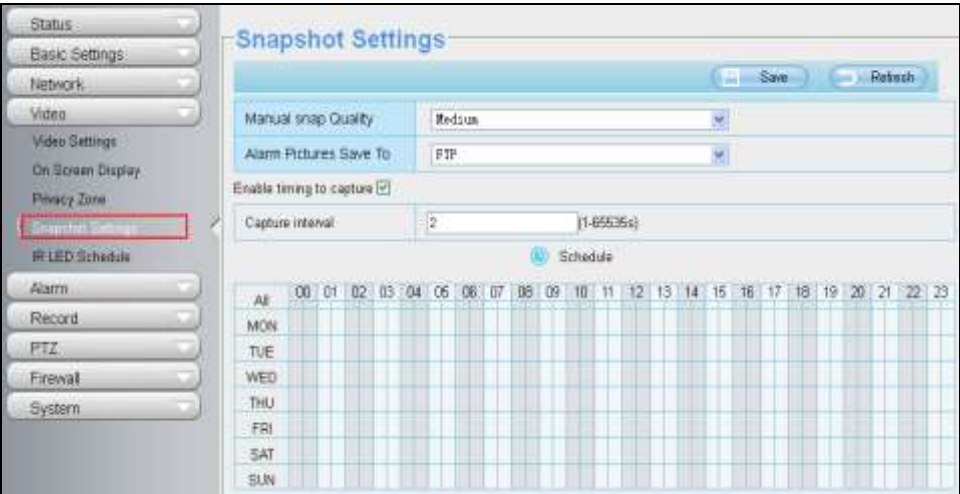 Status
Basic Settings
Network
Video
Video Settings
On Screen Display
Privacy Zone
Snapshot Settings
IR LED Schedule
Alarm
Record
PTZ
Firewall
System
Snapshot Settings
Save Refresh
Manual snap Quality Medium
Alarm Pictures Save To FTP
Enable timing to capture
Capture interval 2 (1-65535s)
Schedule
All 00 01 02 03 04 05 06 07 08 09 10 11 12 13 14 15 16 17 18 19 20 21 22 23
MON
TUE
WED
THU
FRI
SAT
SUN